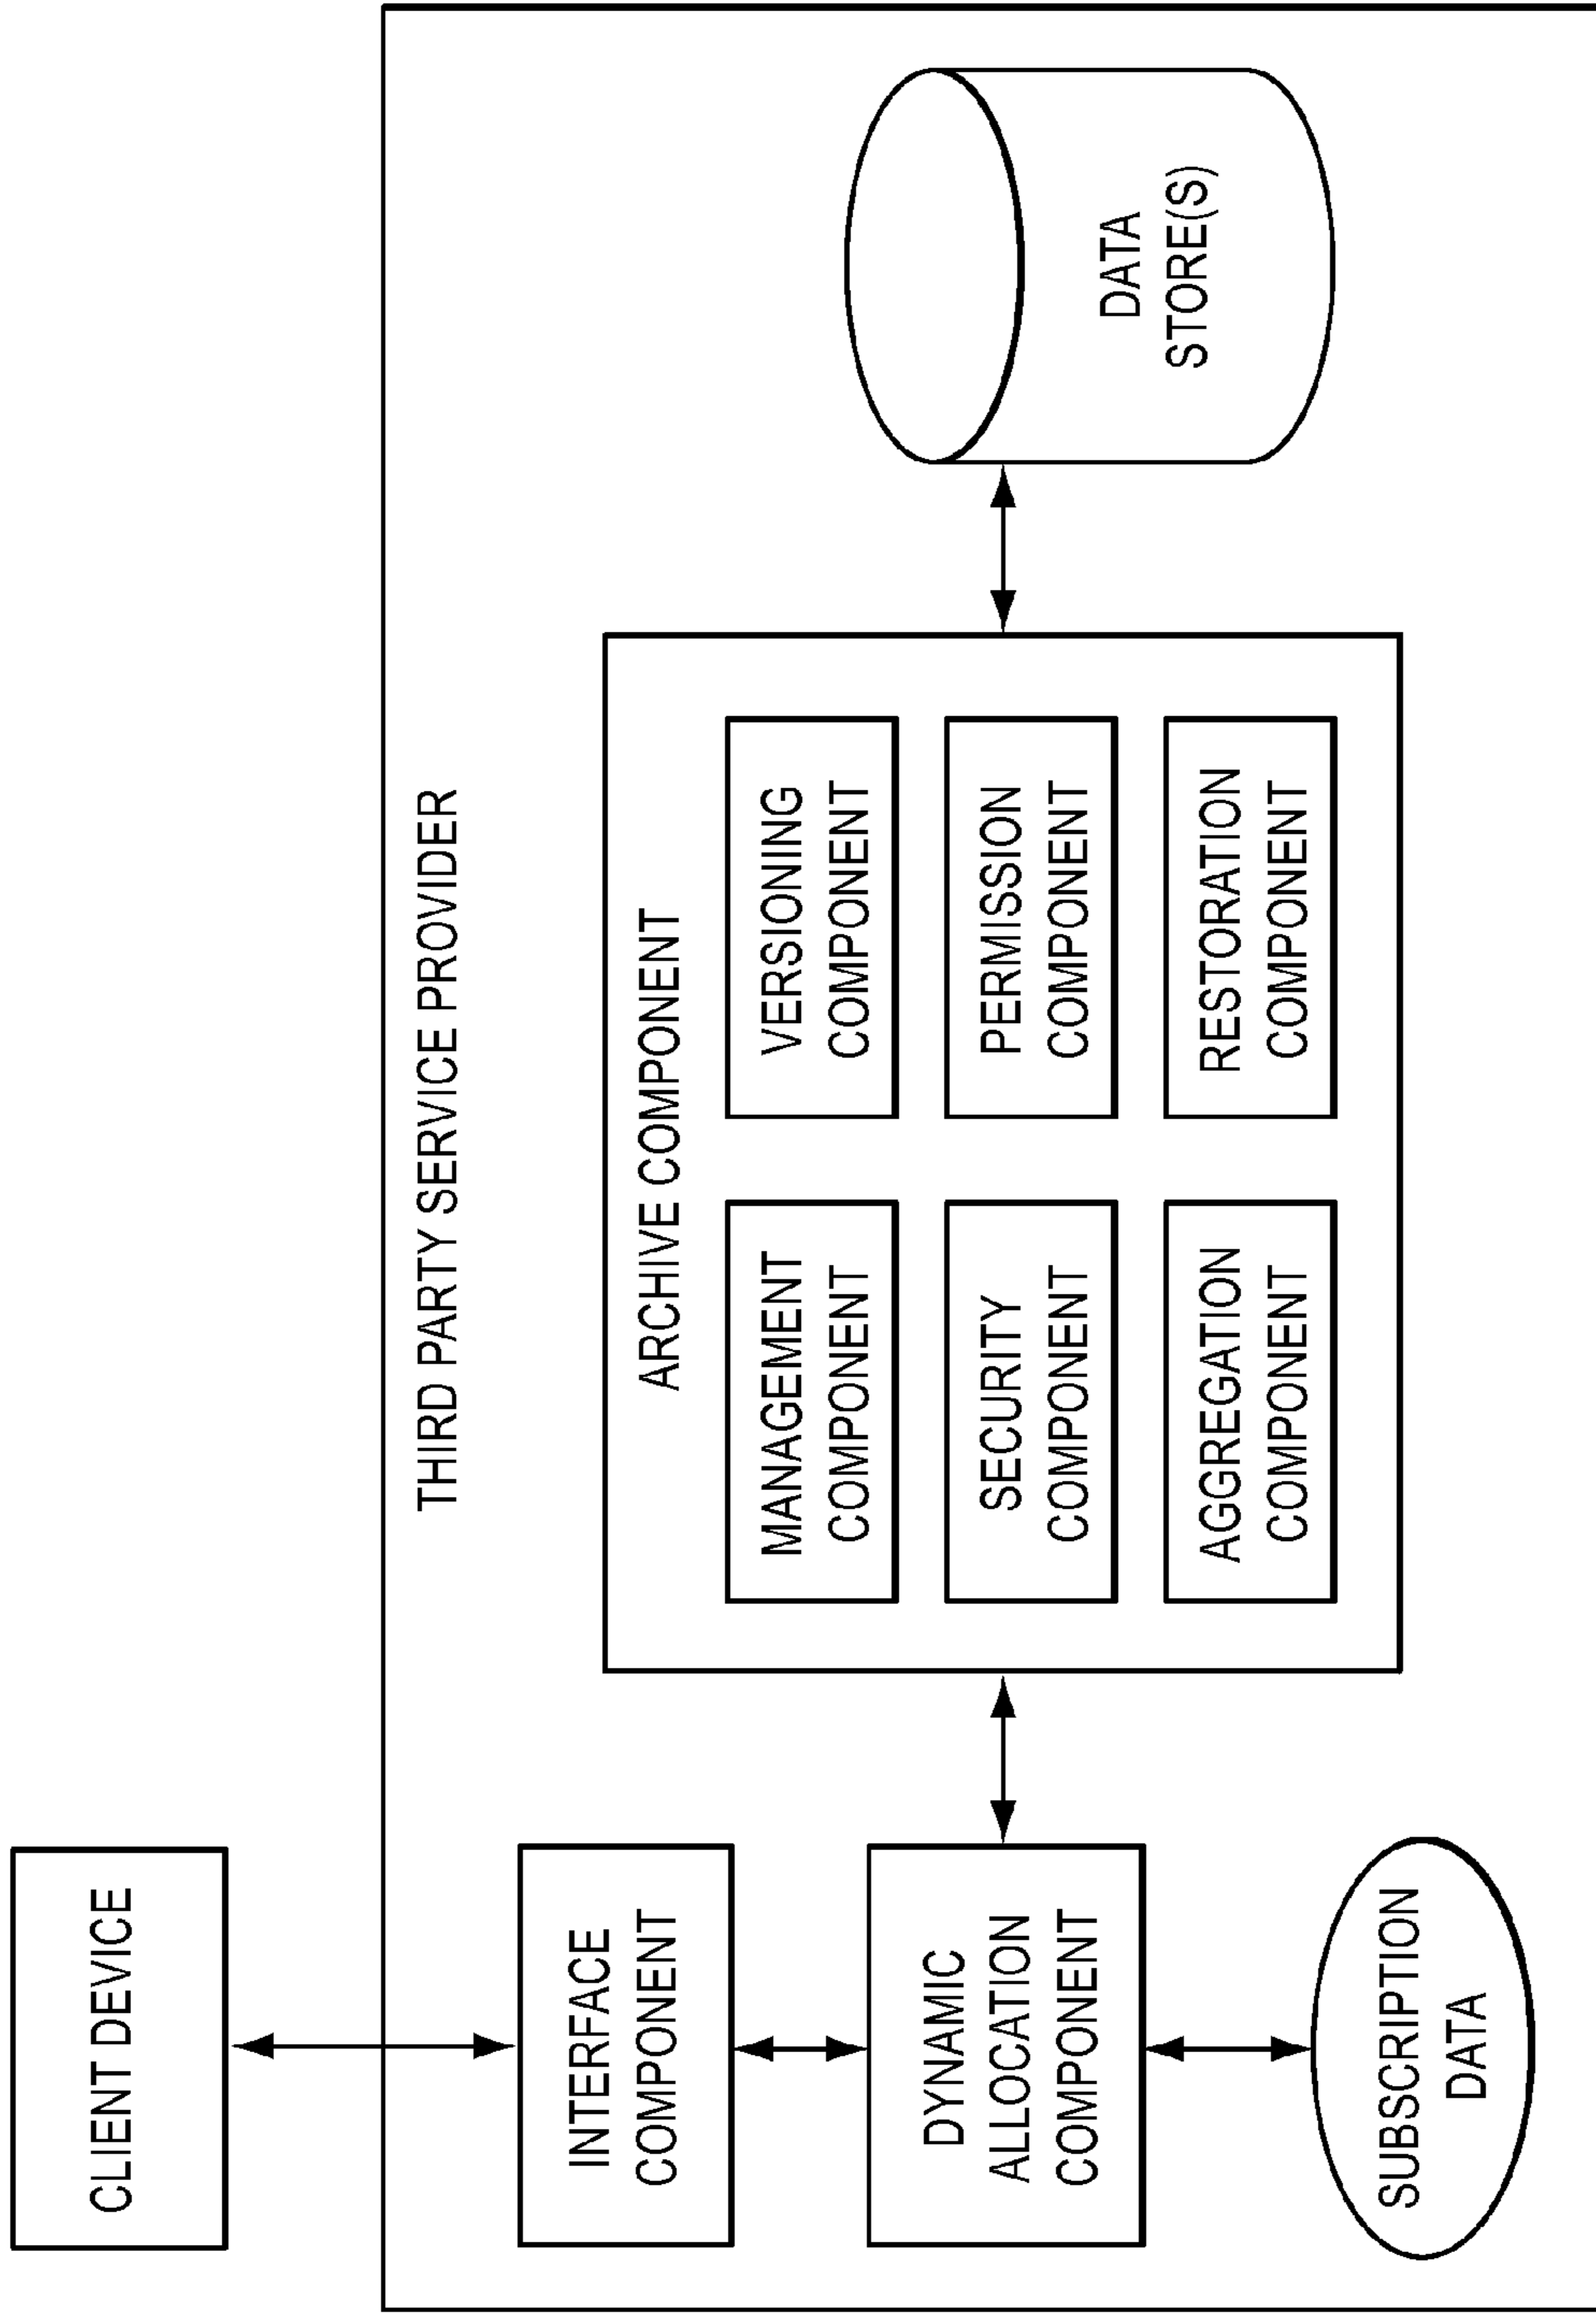 CLIENT DEVICE
THIRD PARTY SERVICE PROVIDER
INTERFACE
COMPONENT
DYNAMIC
ALLOCATION
COMPONENT
SUBSCRIPTION
DATA
ARCHIVE COMPONENT
MANAGEMENT
COMPONENT
VERSIONING
COMPONENT
SECURITY
COMPONENT
PERMISSION
COMPONENT
AGGREGATION
COMPONENT
RESTORATION
COMPONENT
DATA
STORE(S)